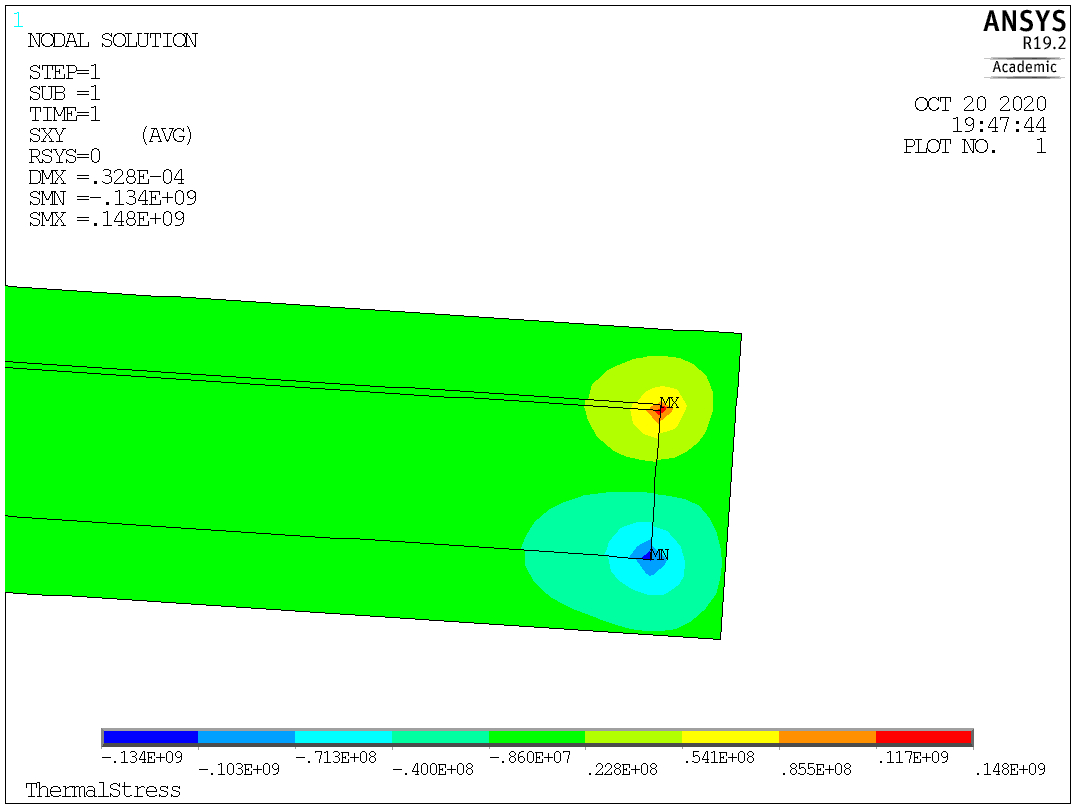 1
ANSYS
R19.2
Academic
NODAL SOLUTION
STEP=1
SUB =1
TIME=1
SXY (AVG)
RSYS=0
DMX =.328E-04
SMN =-.134E+09
SMX =.148E+09
OCT 20 2020
19:47:44
PLOT NO. 1
MX
MN
-.134E+09 -.713E+08 -.860E+07 .541E+08 .117E+09
-.103E+09 -.400E+08 .228E+08 .855E+08 .148E+09
ThermalStress